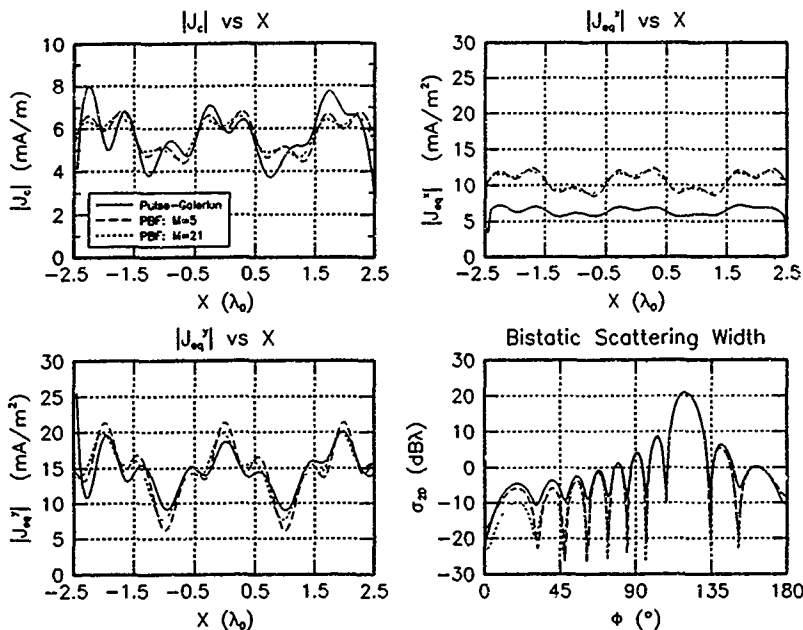 |J_c| vs X
10
8
6
4
2
0
|J_c| (mA/m)
Pulse-Galerkin
PBF: M=5
PBF: M=21
-2.5 -1.5 -0.5 0.5 1.5 2.5
X (λ_0)
|J_eq^x| vs X
30
25
20
15
10
5
0
|J_eq^x| (mA/m²)
-2.5 -1.5 -0.5 0.5 1.5 2.5
X (λ_0)
|J_eq^y| vs X
30
25
20
15
10
5
0
|J_eq^y| (mA/m²)
-2.5 -1.5 -0.5 0.5 1.5 2.5
X (λ_0)
Bistatic Scattering Width
30
20
10
0
-10
-20
-30
σ_2D (dBλ)
0 45 90 135 180
Φ (°)